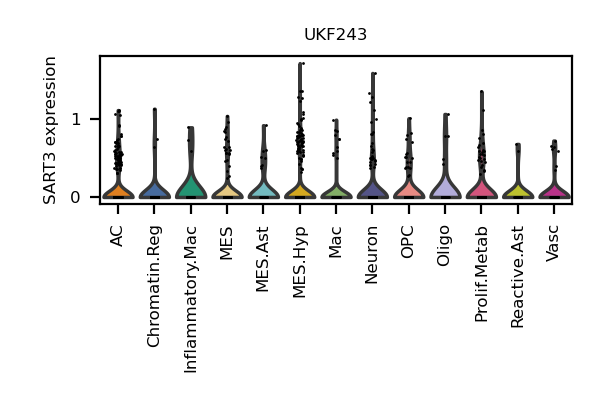 UKF243
SART3 expression
1
0
AC
Chromatin.Reg
Inflammatory.Mac
MES
MES.Ast
MES.Hyp
Mac
Neuron
OPC
Oligo
Prolif.Metab
Reactive.Ast
Vasc